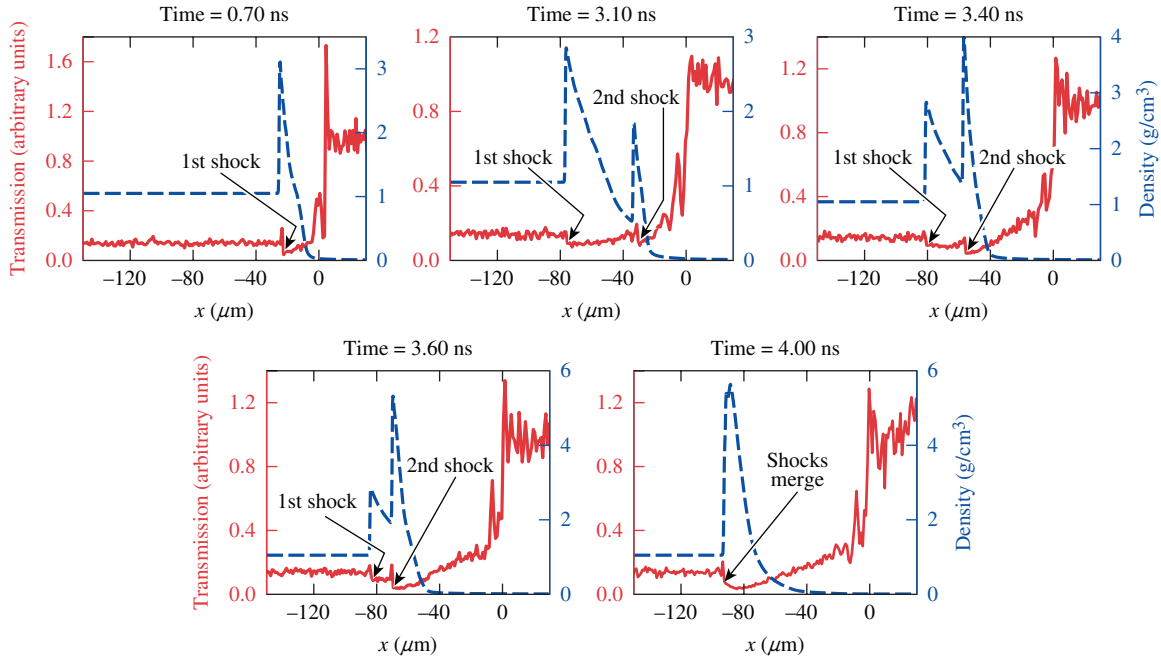 Time = 0.70 ns
Time = 3.10 ns
Time = 3.40 ns
Transmission (arbitrary units)
1.6
1.2
0.8
0.4
0.0
3
2
1
0
1st shock
–120
–80
–40
0
x (μm)
1.2
0.8
0.4
0.0
3
2
1
0
1st shock
2nd shock
–120
–80
–40
0
x (μm)
1.2
0.8
0.4
0.0
4
3
2
1
0
1st shock
2nd shock
–120
–80
–40
0
x (μm)
Density (g/cm³)
Time = 3.60 ns
Time = 4.00 ns
Transmission (arbitrary units)
1.2
0.8
0.4
0.0
6
4
2
0
1st shock
2nd shock
–120
–80
–40
0
x (μm)
1.2
0.8
0.4
0.0
6
4
2
0
Shocks
merge
–120
–80
–40
0
x (μm)
Density (g/cm³)